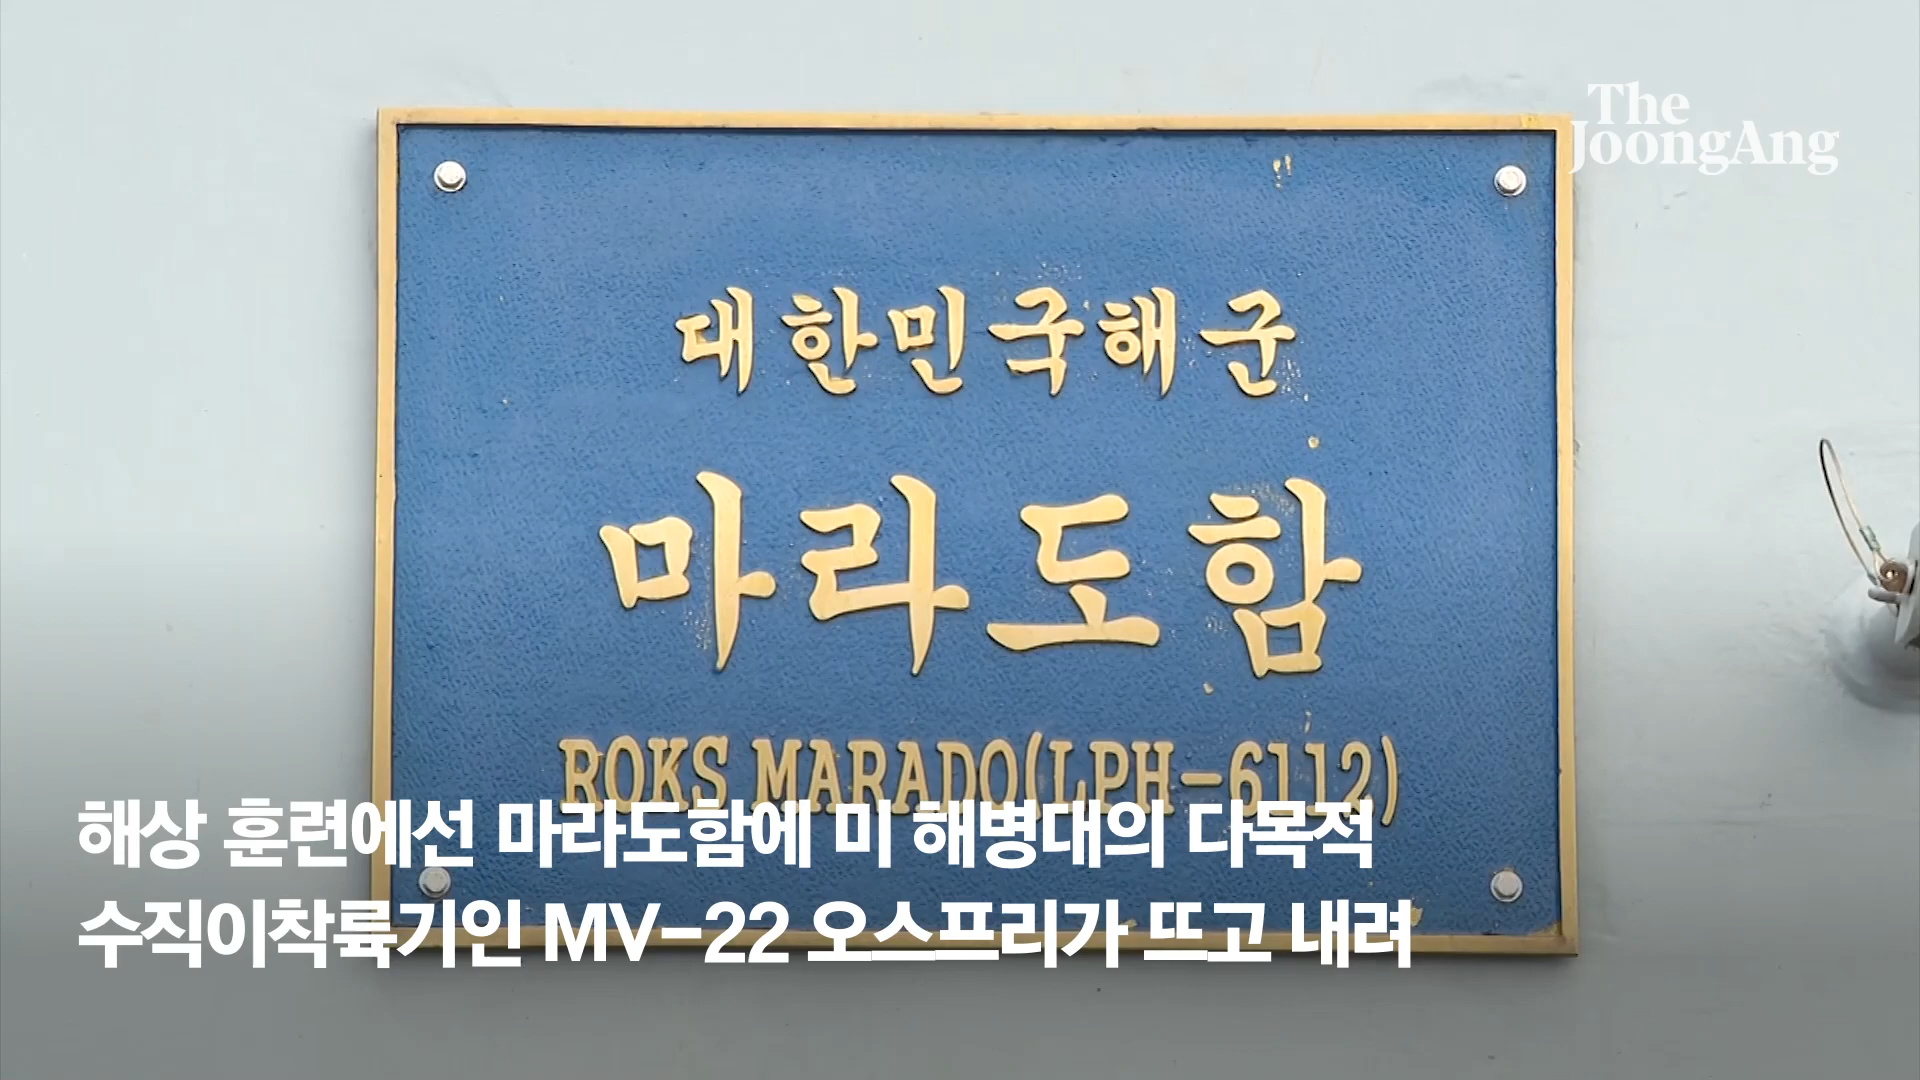 The
JoongAng
대한민국해군
마라도함
ROKS MARADO(LPH-6112)
해상 훈련에선 마라도함에 미 해병대의 다목적
수직이착륙기인 MV-22 오스프리가 뜨고 내려